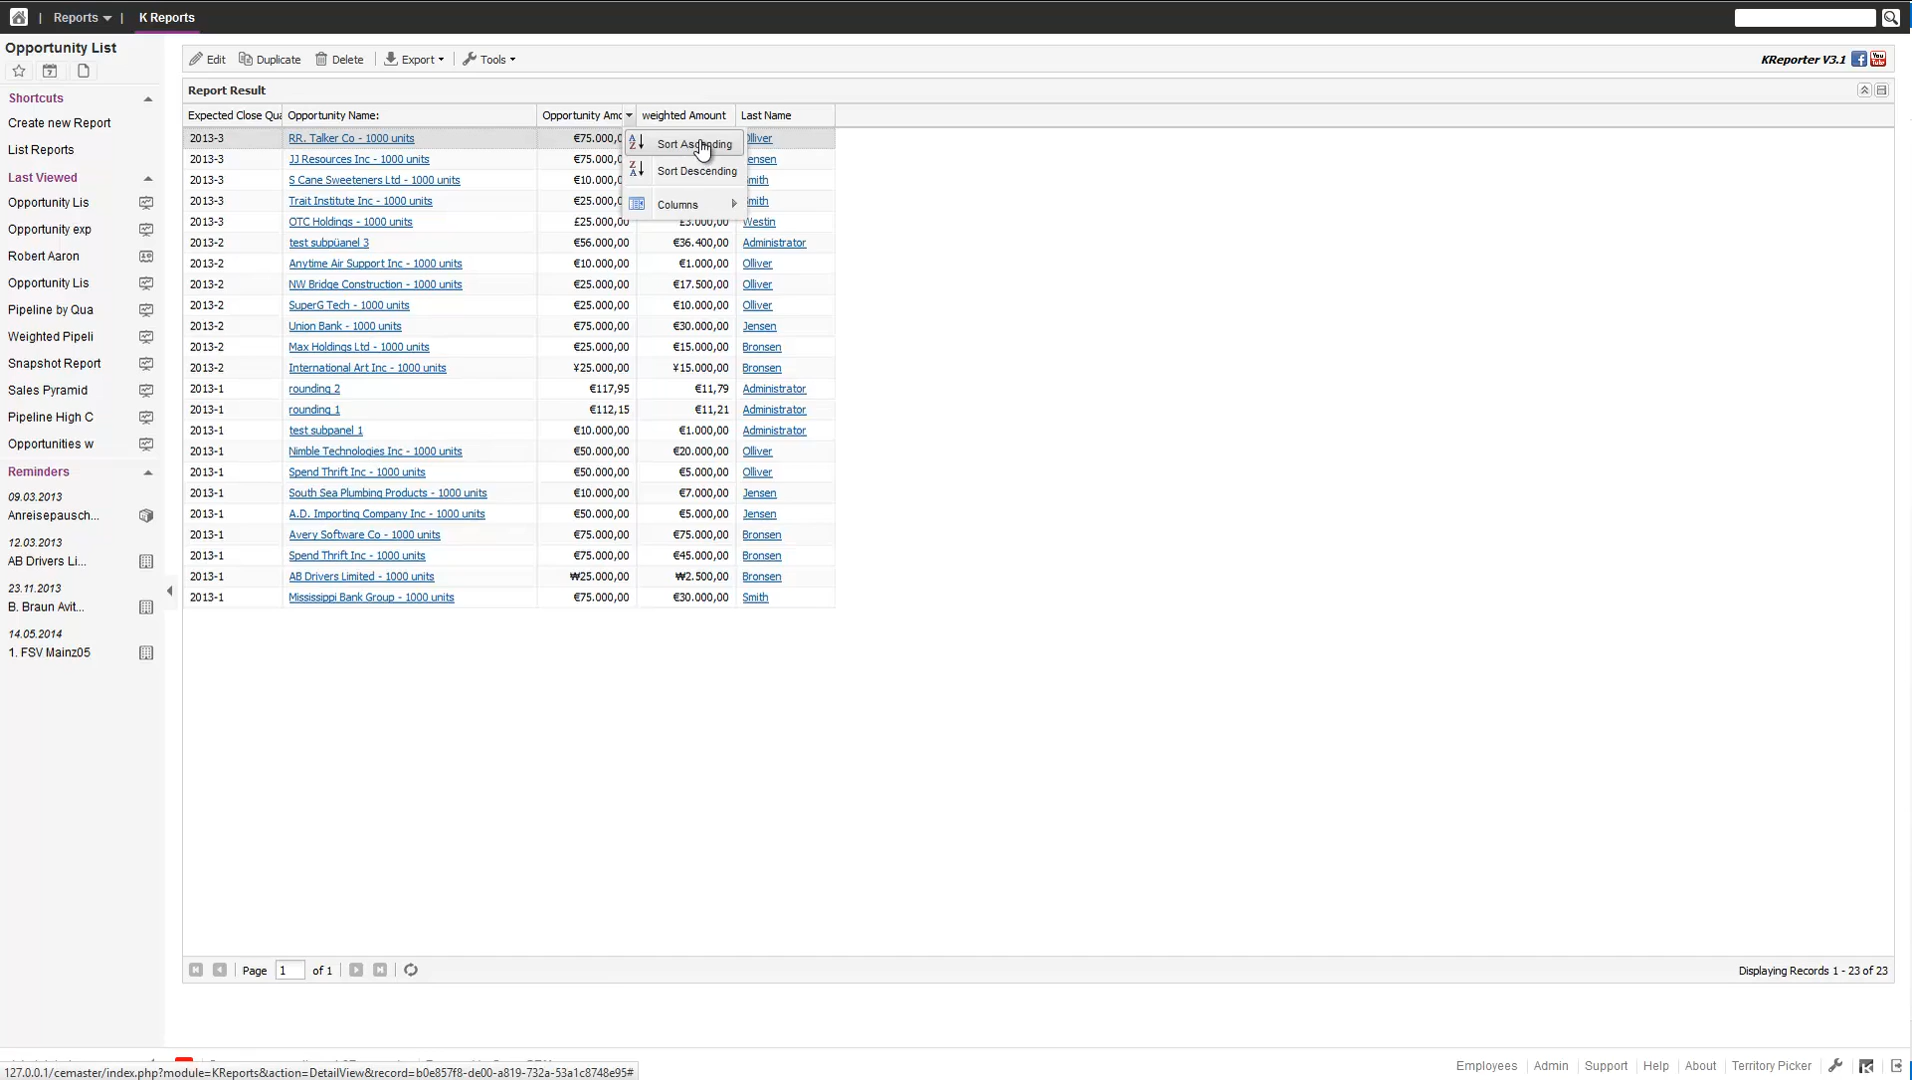 Reports
K Reports
Opportunity List
Edit
Duplicate
Delete
Export
Tools
KReporter V3.1
Shortcuts
Create new Report
List Reports
Last Viewed
Opportunity Lis
Opportunity exp
Robert Aaron
Opportunity Lis
Pipeline by Qua
Weighted Pipeli
Snapshot Report
Sales Pyramid
Pipeline High C
Opportunities w
Reminders
09.03.2013
Anreisepausch...
12.03.2013
AB Drivers Li...
23.11.2013
B. Braun Avit...
14.05.2014
1. FSV Mainz05
Report Result
Expected Close Qua Opportunity Name: Opportunity Amo weighted Amount Last Name
2013-3 RR. Talker Co - 1000 units €75.000,0 Olliver
2013-3 JJ Resources Inc - 1000 units €75.000,0 ensen
2013-3 S Cane Sweeteners Ltd - 1000 units €10.000,0 mith
2013-3 Trait Institute Inc - 1000 units €25.000,0 mith
2013-3 OTC Holdings - 1000 units £25.000,00 £3.000,00 Westin
2013-2 test subpüanel 3 €56.000,00 €36.400,00 Administrator
2013-2 Anytime Air Support Inc - 1000 units €10.000,00 €1.000,00 Olliver
2013-2 NW Bridge Construction - 1000 units €25.000,00 €17.500,00 Olliver
2013-2 SuperG Tech - 1000 units €25.000,00 €10.000,00 Olliver
2013-2 Union Bank - 1000 units €75.000,00 €30.000,00 Jensen
2013-2 Max Holdings Ltd - 1000 units €25.000,00 €15.000,00 Bronsen
2013-2 International Art Inc - 1000 units ¥25.000,00 ¥15.000,00 Bronsen
2013-1 rounding 2 €117,95 €11,79 Administrator
2013-1 rounding 1 €112,15 €11,21 Administrator
2013-1 test subpanel 1 €10.000,00 €1.000,00 Administrator
2013-1 Nimble Technologies Inc - 1000 units €50.000,00 €20.000,00 Olliver
2013-1 Spend Thrift Inc - 1000 units €50.000,00 €5.000,00 Olliver
2013-1 South Sea Plumbing Products - 1000 units €10.000,00 €7.000,00 Jensen
2013-1 A.D. Importing Company Inc - 1000 units €50.000,00 €5.000,00 Jensen
2013-1 Avery Software Co - 1000 units €75.000,00 €75.000,00 Bronsen
2013-1 Spend Thrift Inc - 1000 units €75.000,00 €45.000,00 Bronsen
2013-1 AB Drivers Limited - 1000 units ₩25.000,00 ₩2.500,00 Bronsen
2013-1 Mississippi Bank Group - 1000 units €75.000,00 €30.000,00 Smith
Sort Ascending
Sort Descending
Columns
Page 1 of 1
Displaying Records 1 - 23 of 23
Employees Admin Support Help About Territory Picker
127.0.0.1/cemaster/index.php?module=KReports&action=DetailView&record=b0e857f8-de00-a819-732a-53a1c8748e95#